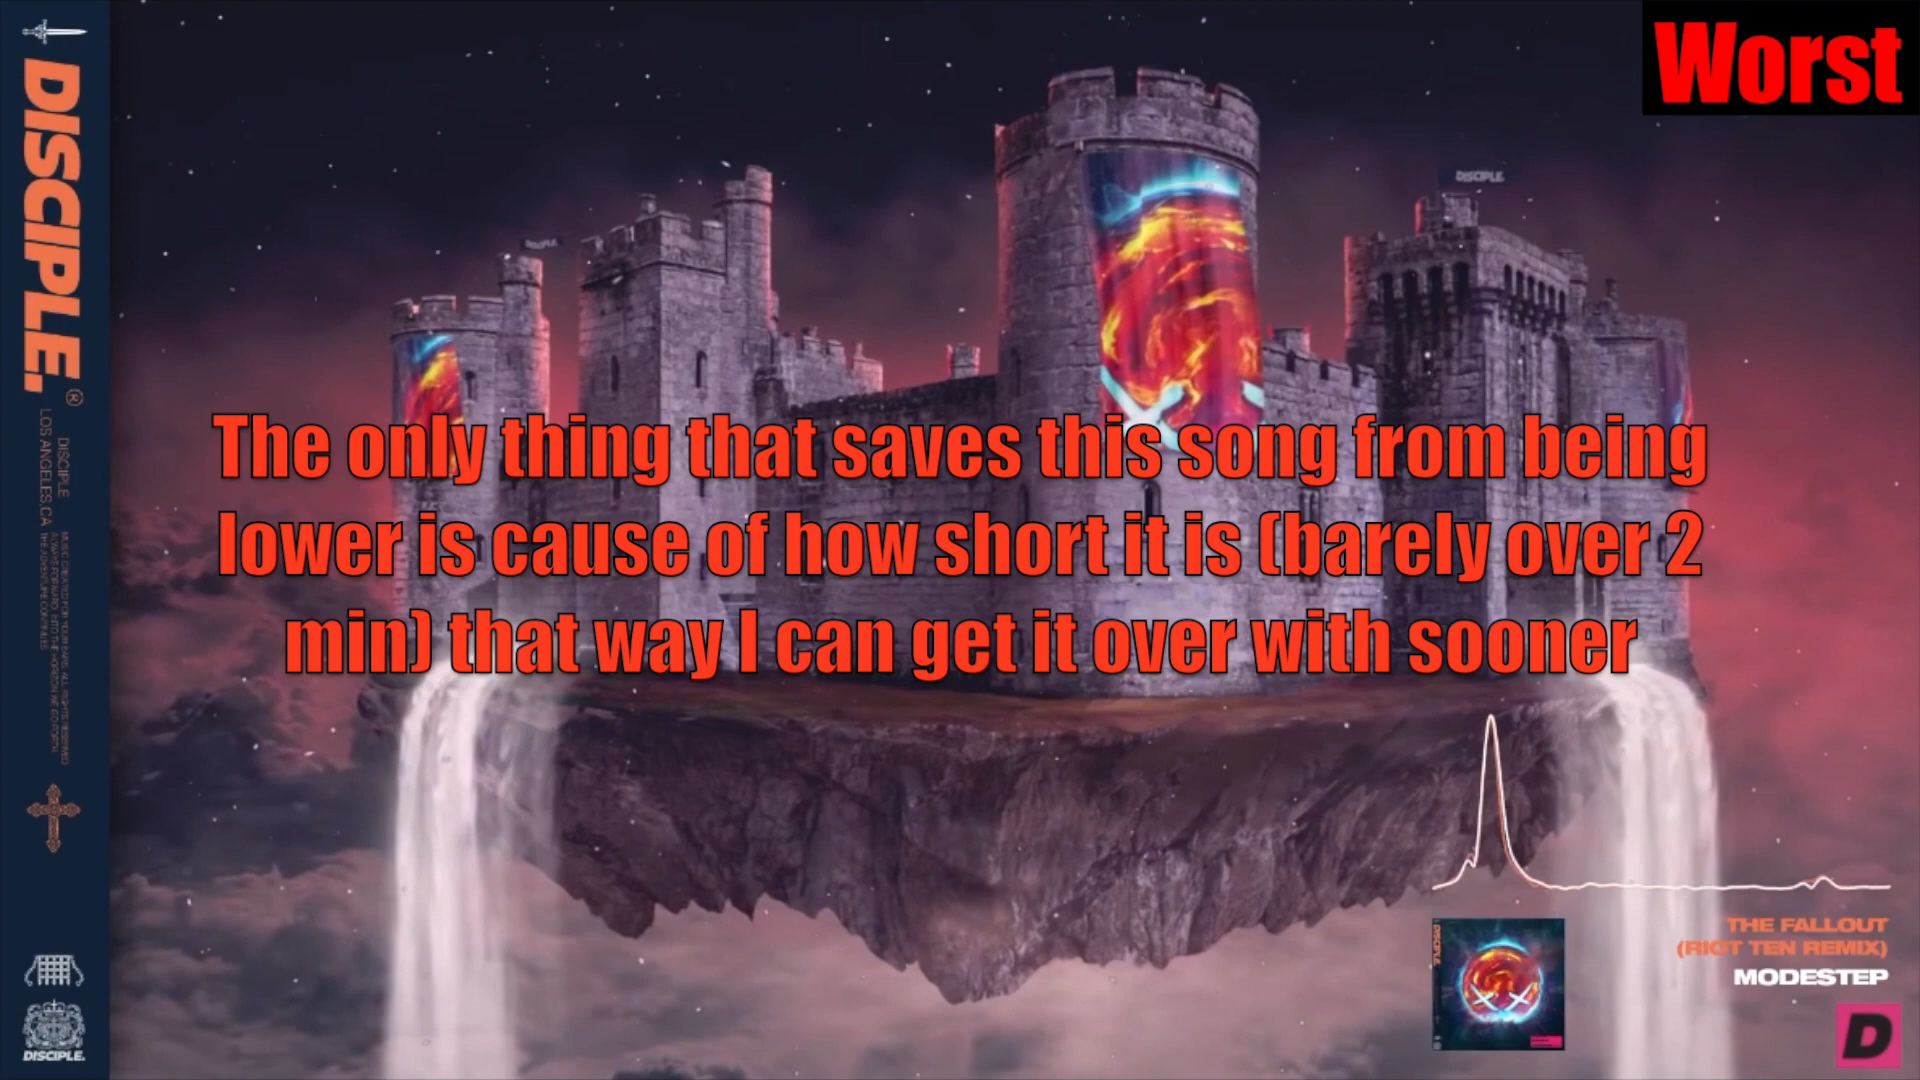 Worst
DISCIPLE.
®
DISCIPLE
LOS ANGELES, CA
DISCIPLE.
DISCIPLE.
The only thing that saves this song from being
lower is cause of how short it is (barely over 2
min) that way I can get it over with sooner
THE FALLOUT
(RIOT TEN REMIX)
MODESTEP
DISCIPLE.
D